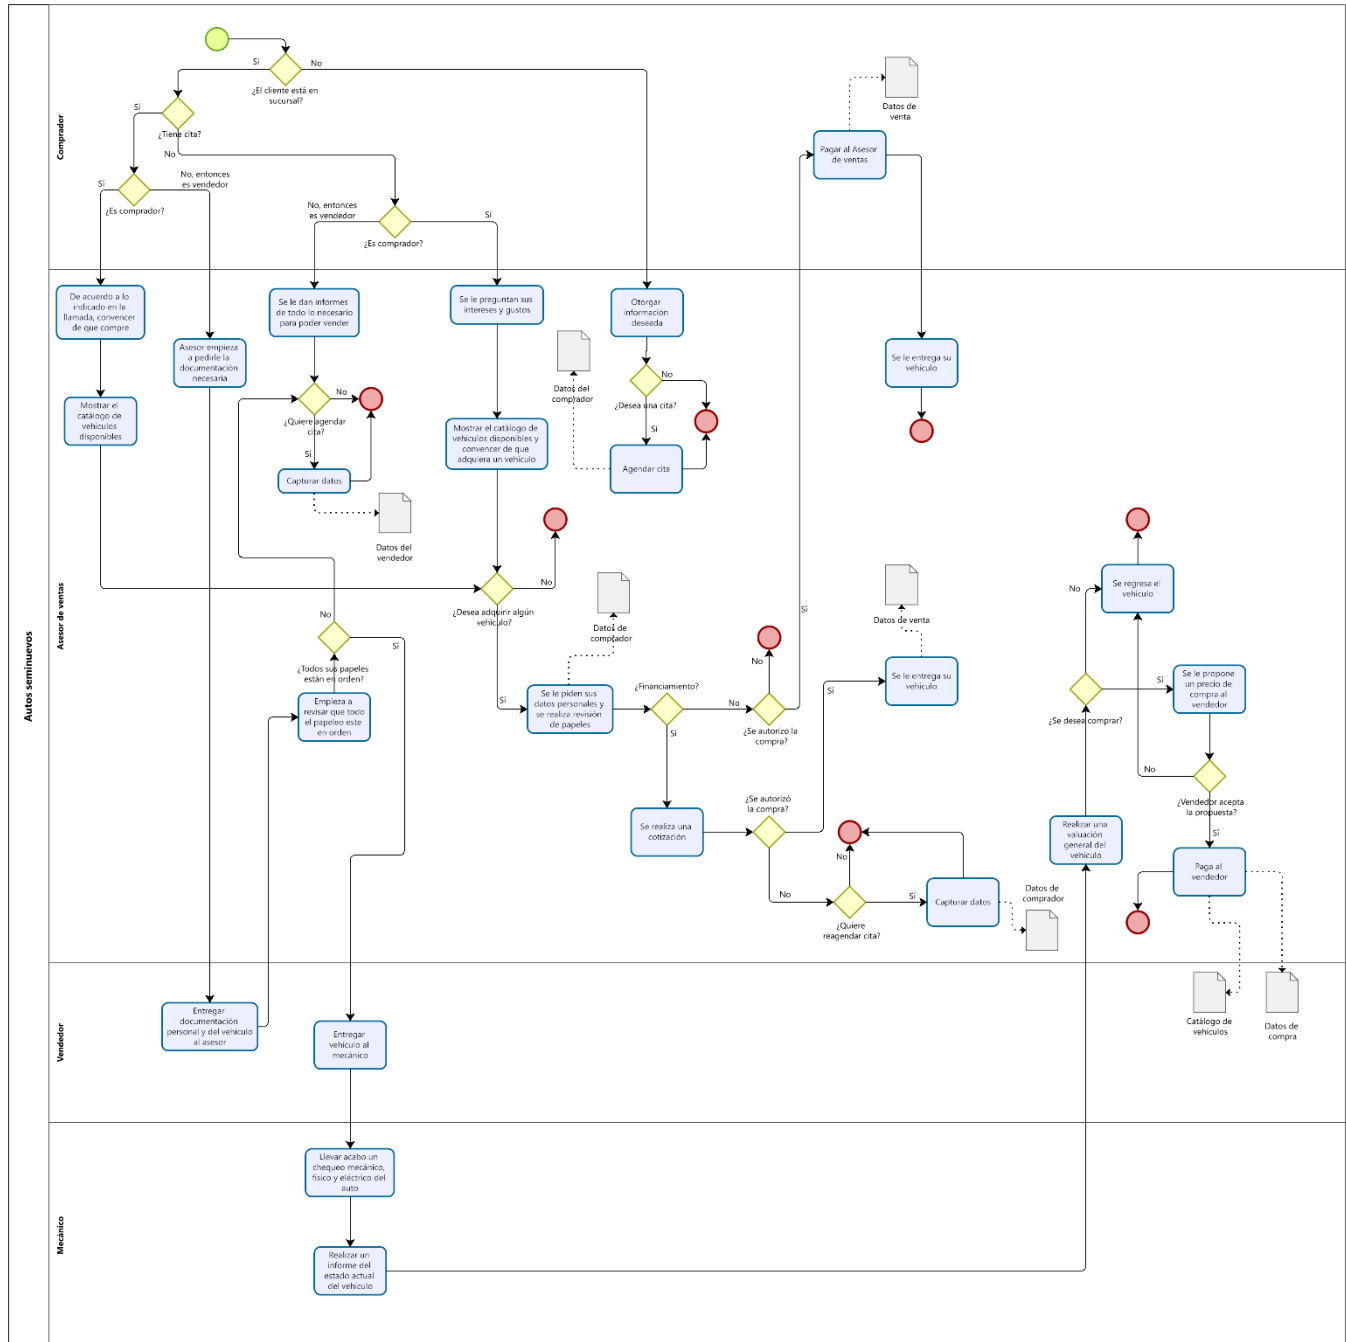 Autos seminuevos
Comprador
Sí
No
¿El cliente está en
sucursal?
Sí
¿Tiene cita?
No
Sí
No, entonces
es vendedor
¿Es comprador?
No, entonces
es vendedor
Sí
¿Es comprador?
Datos de
venta
Pagar al Asesor
de ventas
Asesor de ventas
De acuerdo a lo
indicado en la
llamada, convencer
de que compre
Asesor empieza
a pedirle la
documentación
necesaria
Mostrar el
catálogo de
vehículos
disponibles
Se le dan informes
de todo lo necesario
para poder vender
No
¿Quiere agendar
cita?
Sí
Capturar datos
Datos del
vendedor
Se le preguntan sus
intereses y gustos
Mostrar el catálogo de
vehículos disponibles y
convencer de que
adquiera un vehículo
Otorgar
información
deseada
Datos del
comprador
No
¿Desea una cita?
Sí
Agendar cita
Se le entrega su
vehículo
No
¿Desea adquirir algún
vehículo?
Sí
No
Sí
¿Todos sus papeles
están en orden?
Empieza a
revisar que todo
el papeleo este
en orden
Datos de
comprador
Se le piden sus
datos personales y
se realiza revisión
de papeles
¿Financiamiento?
No
Sí
No
Sí
¿Se autorizo la
compra?
Datos de venta
Se le entrega su
vehículo
Sí
Se realiza una
cotización
¿Se autorizó
la compra?
No
No
¿Quiere
reagendar cita?
Sí
Capturar datos
Datos de
comprador
Se regresa el
vehículo
No
Sí
¿Se desea comprar?
Se le propone
un precio de
compra al
vendedor
No
¿Vendedor acepta
la propuesta?
Sí
Realizar una
valuación
general del
vehículo
Paga al
vendedor
Vendedor
Entregar
documentación
personal y del vehículo
al asesor
Entregar
vehículo al
mecánico
Catálogo de
vehículos
Datos de
compra
Mecánico
Llevar acabo un
chequeo mecánico,
físico y eléctrico del
auto
Realizar un
informe del
estado actual
del vehículo